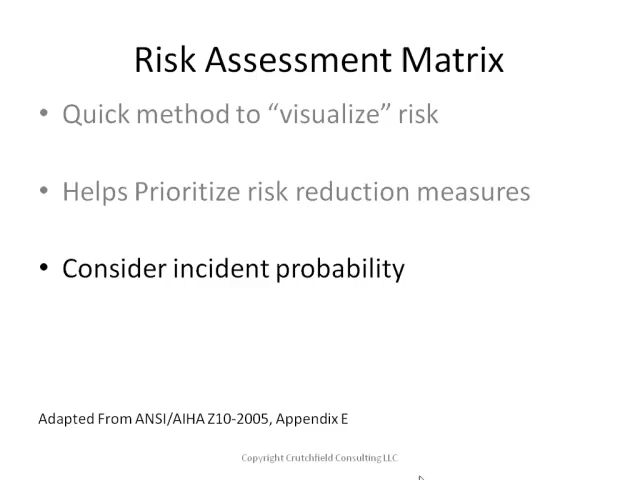 Risk Assessment Matrix
• Quick method to “visualize” risk
• Helps Prioritize risk reduction measures
• Consider incident probability
Adapted From ANSI/AIHA Z10-2005, Appendix E
Copyright Crutchfield Consulting LLC